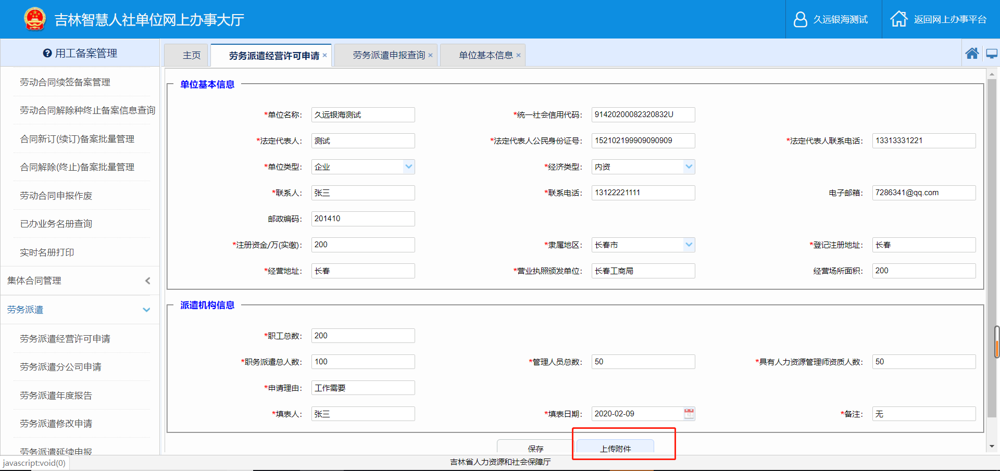 吉林智慧人社单位网上办事大厅
久远银海测试
返回网上办事平台
用工备案管理
主页
劳务派遣经营许可申请 ×
劳务派遣申报查询 ×
单位基本信息 ×
劳动合同续签备案管理
劳动合同解除种终止备案信息查询
合同新订(续订)备案批量管理
合同解除(终止)备案批量管理
劳动合同申报作废
已办业务名册查询
实时名册打印
集体合同管理
劳务派遣
劳务派遣经营许可申请
劳务派遣分公司申请
劳务派遣年度报告
劳务派遣修改申请
劳务派遣延续申报
单位基本信息
*单位名称: 久远银海测试 *统一社会信用代码: 91420200082320832U
*法定代表人: 测试 *法定代表人公民身份证号: 152102199909090909 *法定代表人联系电话: 13313331221
*单位类型: 企业 *经济类型: 内资
*联系人: 张三 *联系电话: 13122221111 电子邮箱: 7286341@qq.com
邮政编码: 201410
*注册资金/万(实缴): 200 *隶属地区: 长春市 *登记注册地址: 长春
*经营地址: 长春 *营业执照颁发单位: 长春工商局 经营场所面积: 200
派遣机构信息
*职工总数: 200
*职务派遣总人数: 100 *管理人员总数: 50 *具有人力资源管理师资质人数: 50
*申请理由: 工作需要
*填表人: 张三 *填表日期: 2020-02-09 *备注: 无
保存 上传附件
javascript:void(0)
吉林省人力资源和社会保障厅